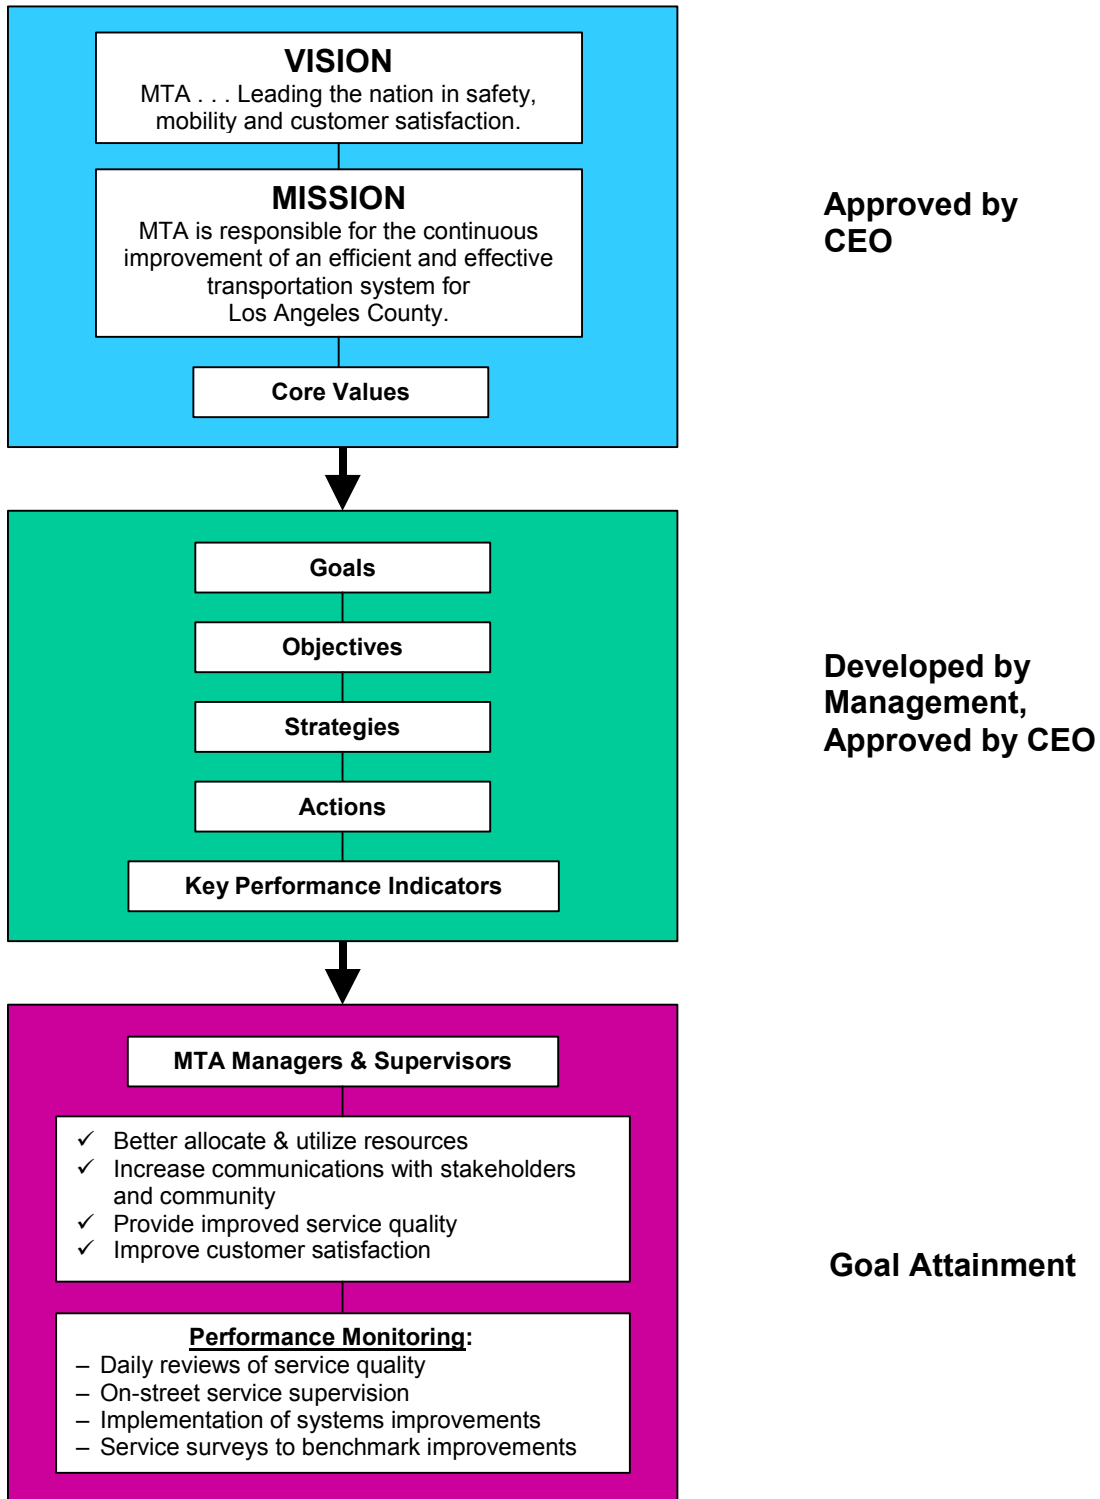 VISION
MTA . . . Leading the nation in safety,
mobility and customer satisfaction.
MISSION
MTA is responsible for the continuous
improvement of an efficient and effective
transportation system for
Los Angeles County.
Core Values
Approved by
CEO
Goals
Objectives
Strategies
Actions
Key Performance Indicators
Developed by
Management,
Approved by CEO
MTA Managers & Supervisors
✓ Better allocate & utilize resources
✓ Increase communications with stakeholders
and community
✓ Provide improved service quality
✓ Improve customer satisfaction
Goal Attainment
Performance Monitoring:
– Daily reviews of service quality
– On-street service supervision
– Implementation of systems improvements
– Service surveys to benchmark improvements